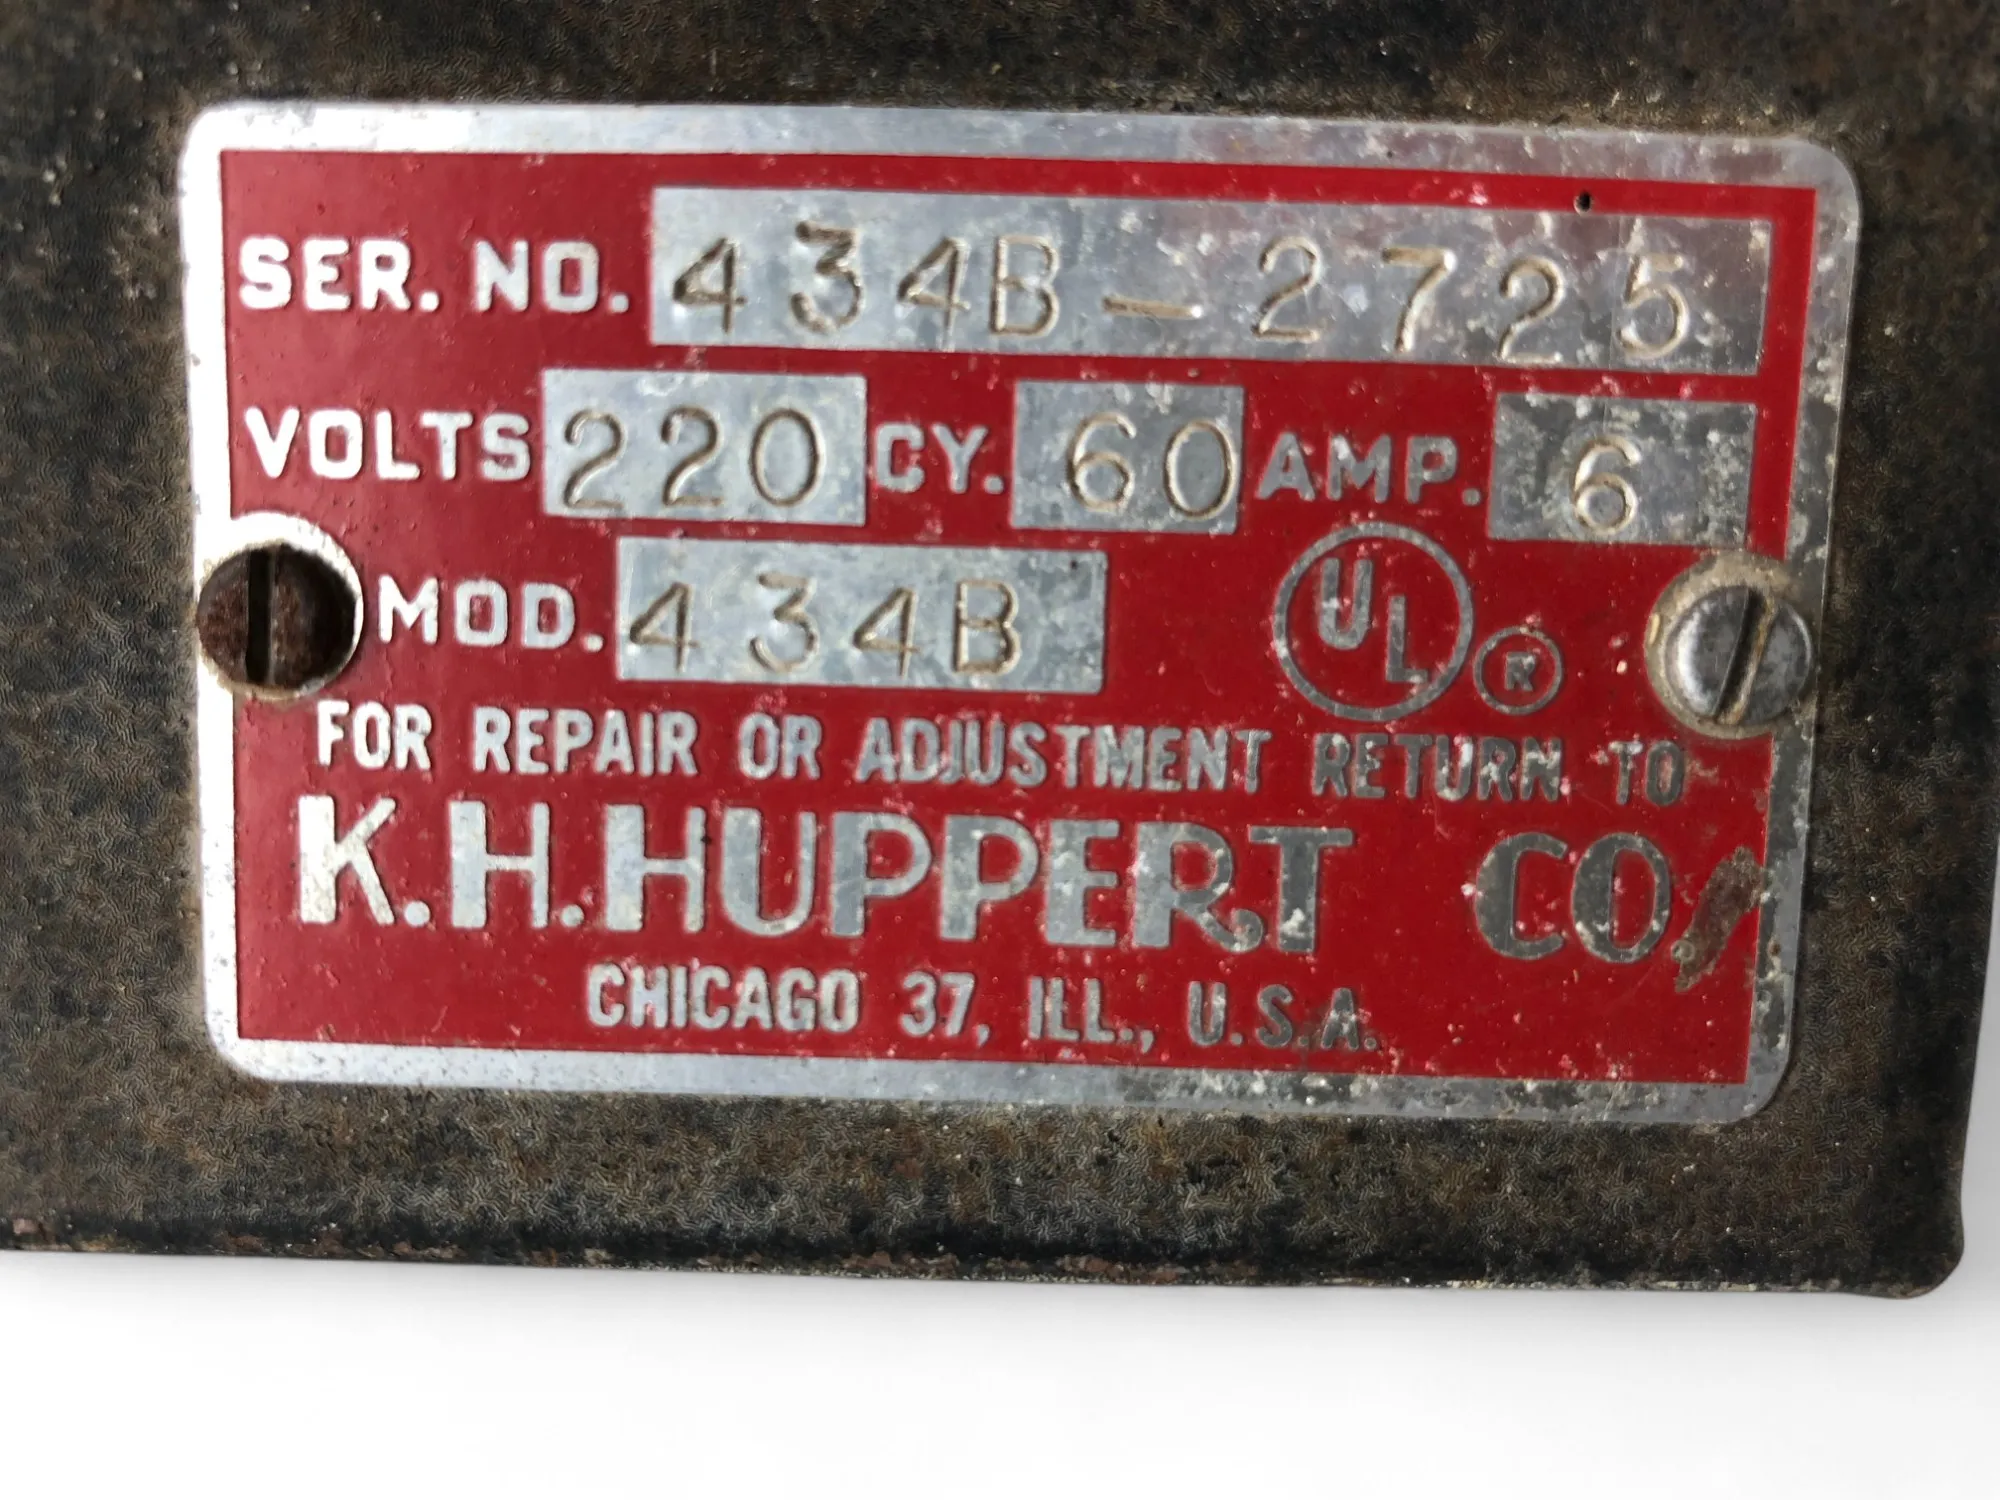 SER. NO. 434B-2725
VOLTS 220 CY. 60 AMP. 6
MOD. 434B UL R
FOR REPAIR OR ADJUSTMENT RETURN TO
K.H.HUPPERT CO.
CHICAGO 37, ILL., U.S.A.